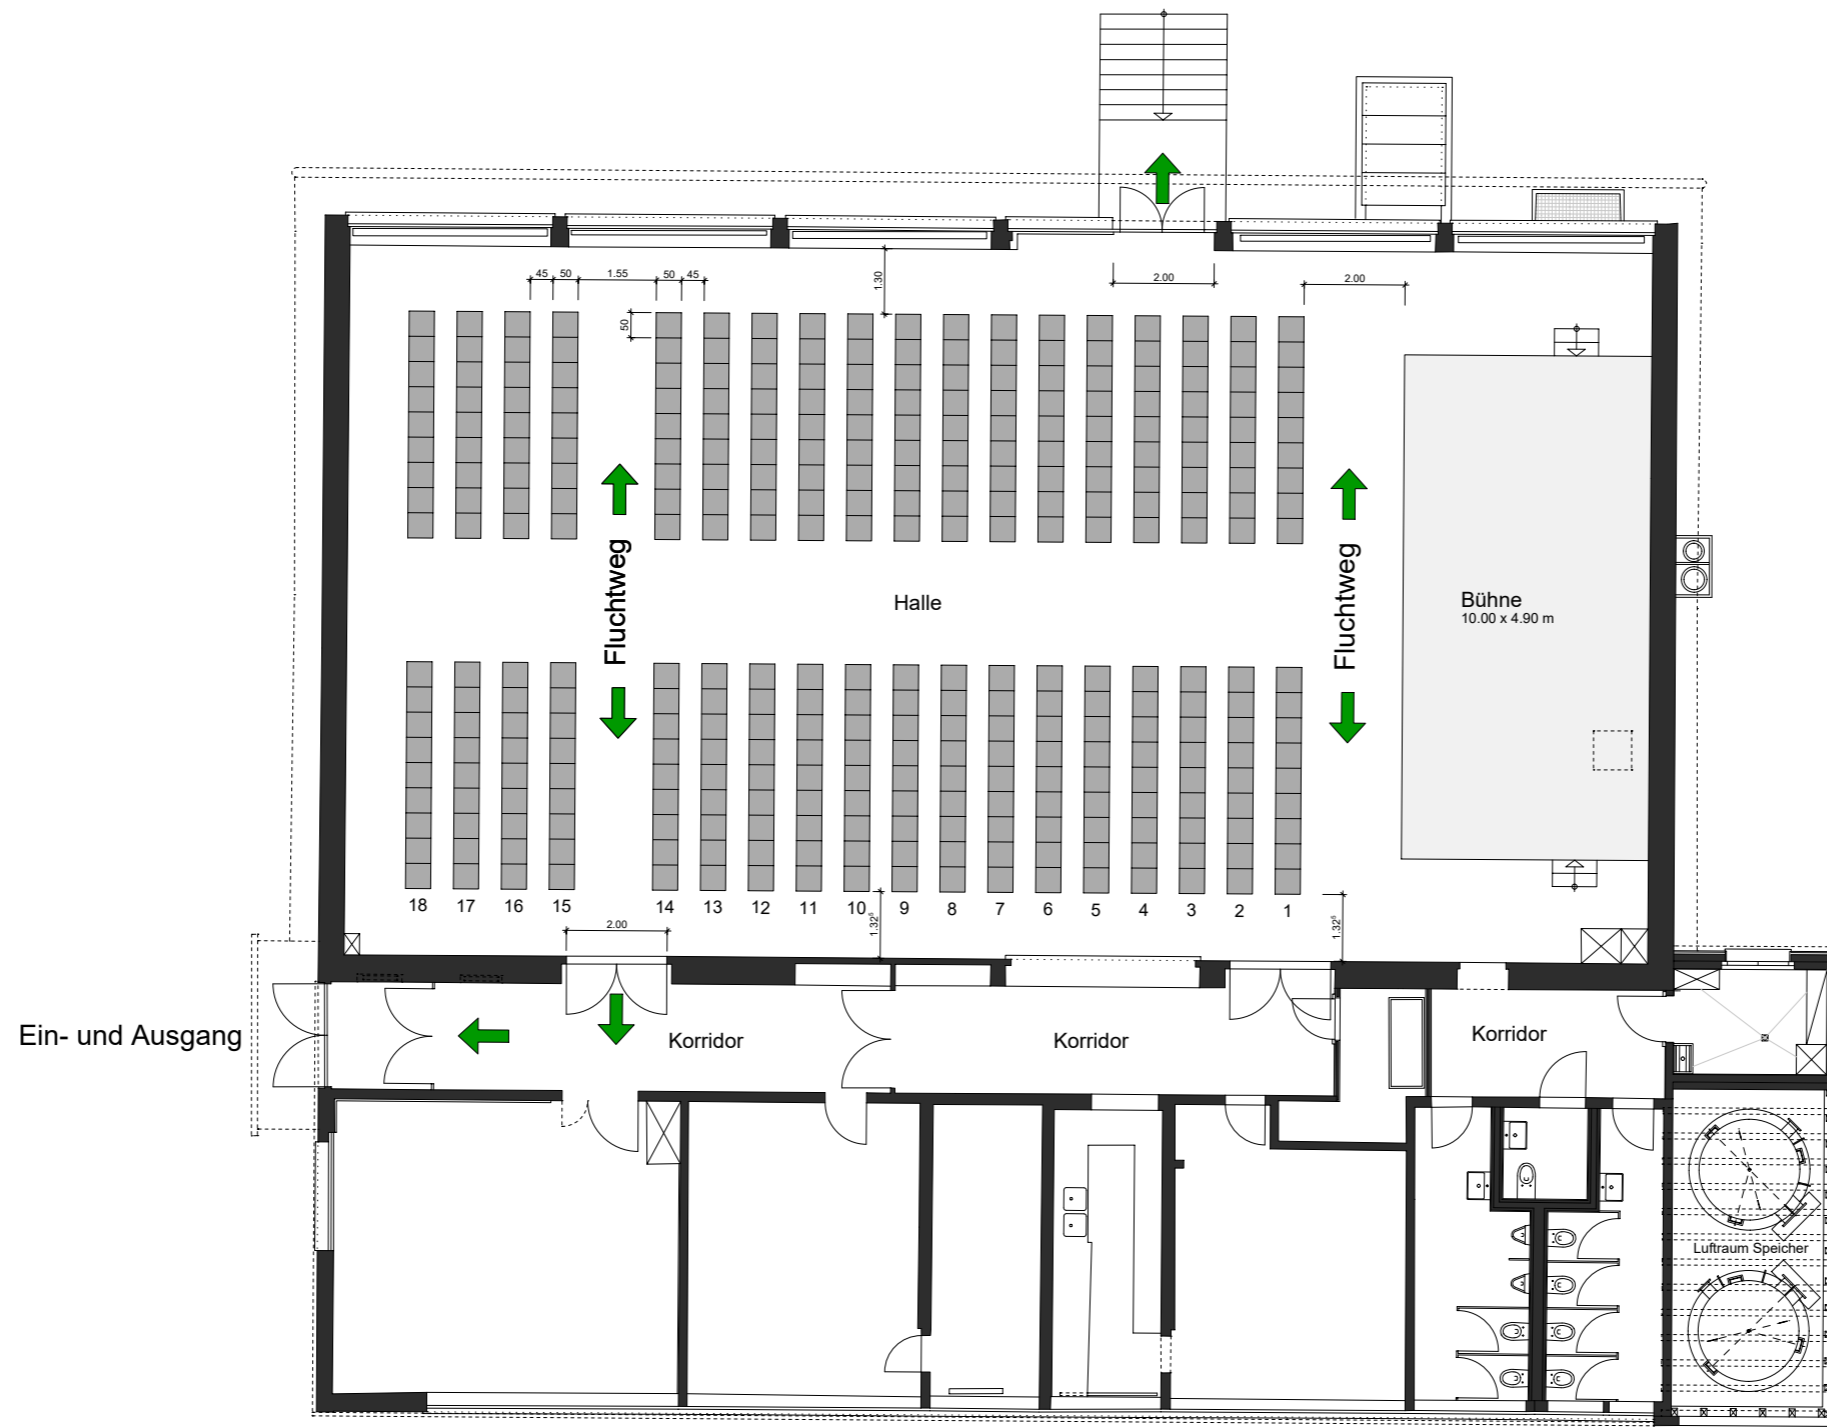 45 50 1.55 50 45
50
1.30
2.00
2.00
Fluchtweg
Halle
Fluchtweg
Bühne
10.00 x 4.90 m
18 17 16 15 14 13 12 11 10 9 8 7 6 5 4 3 2 1
2.00
1.32⁵
1.32⁵
Ein- und Ausgang
Korridor
Korridor
Korridor
Luftraum Speicher